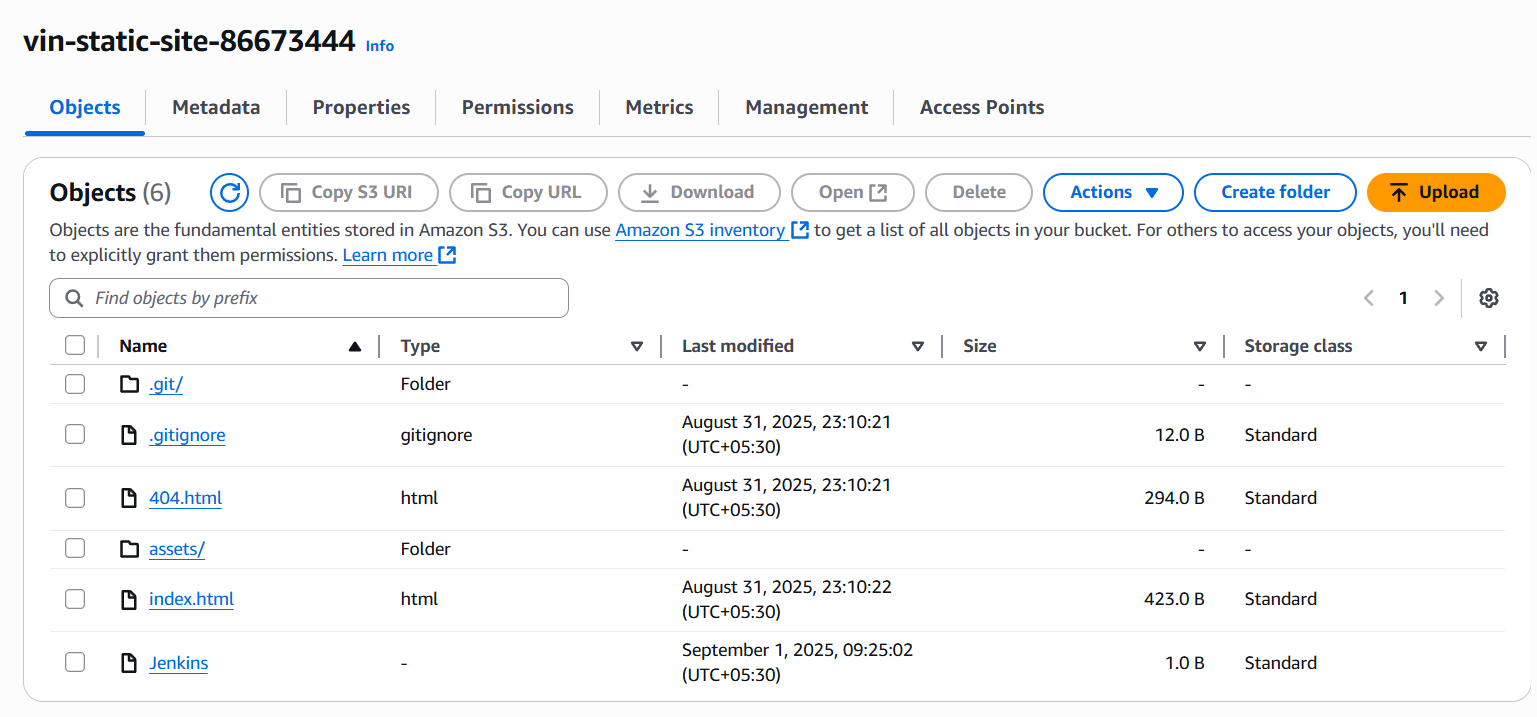 vin-static-site-86673444 Info
Objects Metadata Properties Permissions Metrics Management Access Points
Objects (6) Copy S3 URI Copy URL Download Open Delete Actions Create folder Upload
Objects are the fundamental entities stored in Amazon S3. You can use Amazon S3 inventory to get a list of all objects in your bucket. For others to access your objects, you'll need
to explicitly grant them permissions. Learn more
Find objects by prefix 1
Name Type Last modified Size Storage class
.git/ Folder - - -
.gitignore gitignore August 31, 2025, 23:10:21 (UTC+05:30) 12.0 B Standard
404.html html August 31, 2025, 23:10:21 (UTC+05:30) 294.0 B Standard
assets/ Folder - - -
index.html html August 31, 2025, 23:10:22 (UTC+05:30) 423.0 B Standard
Jenkins - September 1, 2025, 09:25:02 (UTC+05:30) 1.0 B Standard